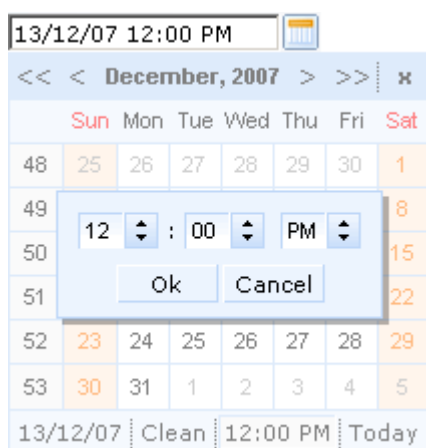 13/12/07 12:00 PM
<< < December, 2007 > >> x
Sun Mon Tue Wed Thu Fri Sat
48 25 26 27 28 29 30 1
49 8
12 : 00 PM
50 15
Ok Cancel
51 22
52 23 24 25 26 27 28 29
53 30 31 1 2 3 4 5
13/12/07 Clean 12:00 PM Today